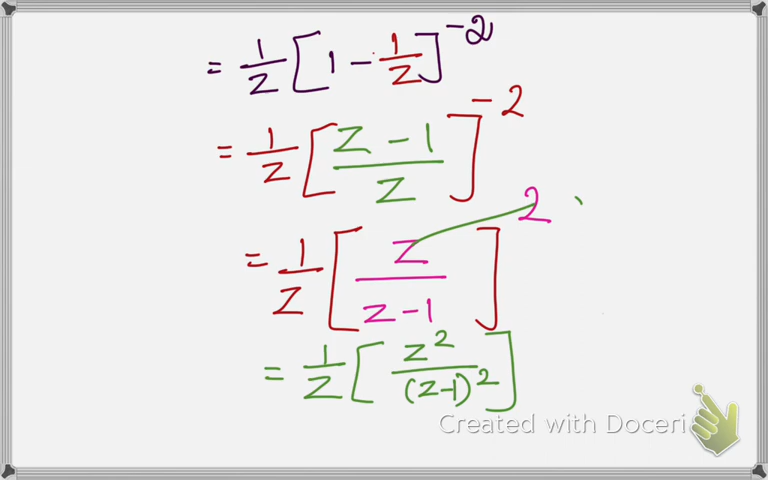 = 1/z [1 - 1/z]^-2
= 1/z [z - 1 / z]^-2
= 1/z [z / z - 1]^2
= 1/z [z^2 / (z-1)^2]
Created with Doceri